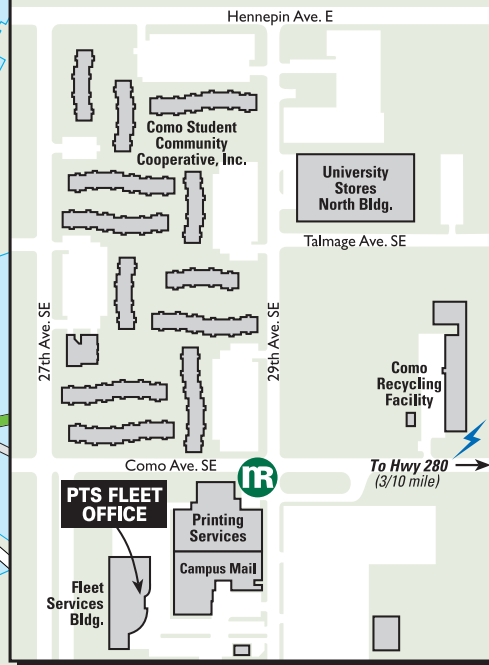 Hennepin Ave. E
Como Student
Community
Cooperative, Inc.
University
Stores
North Bldg.
Talmage Ave. SE
27th Ave. SE
29th Ave. SE
Como
Recycling
Facility
Como Ave. SE
To Hwy 280
(3/10 mile)
PTS FLEET
OFFICE
Printing
Services
Campus Mail
Fleet
Services
Bldg.